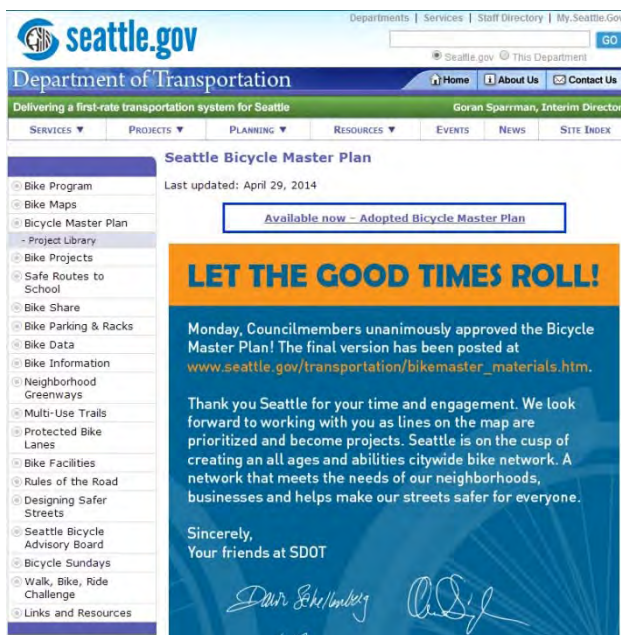 Departments | Services | Staff Directory | My.Seattle.Gov
seattle.gov
GO
Seattle.gov This Department
Department of Transportation
Home About Us Contact Us
Delivering a first-rate transportation system for Seattle
Goran Sparrman, Interim Director
SERVICES ▼ PROJECTS ▼ PLANNING ▼ RESOURCES ▼ EVENTS NEWS SITE INDEX
Bike Program
Bike Maps
Bicycle Master Plan
- Project Library
Bike Projects
Safe Routes to
School
Bike Share
Bike Parking & Racks
Bike Data
Bike Information
Neighborhood
Greenways
Multi-Use Trails
Protected Bike
Lanes
Bike Facilities
Rules of the Road
Designing Safer
Streets
Seattle Bicycle
Advisory Board
Bicycle Sundays
Walk, Bike, Ride
Challenge
Links and Resources
Seattle Bicycle Master Plan
Last updated: April 29, 2014
Available now – Adopted Bicycle Master Plan
LET THE GOOD TIMES ROLL!
Monday, Councilmembers unanimously approved the Bicycle
Master Plan! The final version has been posted at
www.seattle.gov/transportation/bikemaster_materials.htm.
Thank you Seattle for your time and engagement. We look
forward to working with you as lines on the map are
prioritized and become projects. Seattle is on the cusp of
creating an all ages and abilities citywide bike network. A
network that meets the needs of our neighborhoods,
businesses and helps make our streets safer for everyone.
Sincerely,
Your friends at SDOT